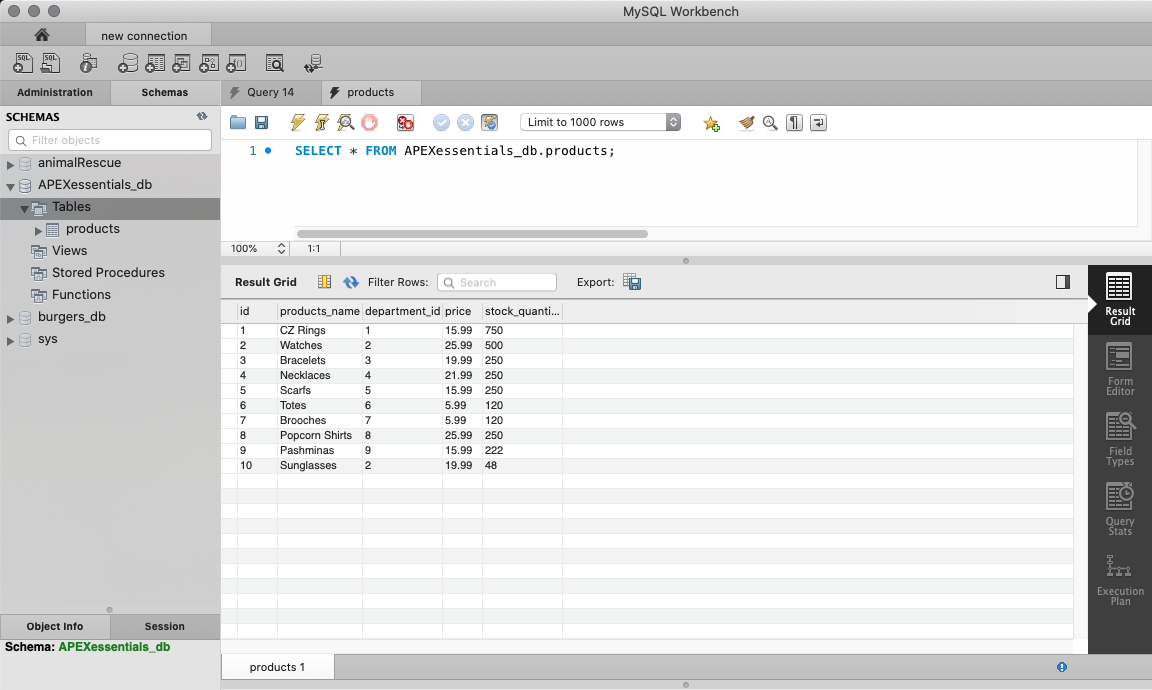 MySQL Workbench
new connection
Administration Schemas
Query 14 products
SCHEMAS
Filter objects
animalRescue
APEXessentials_db
Tables
products
Views
Stored Procedures
Functions
burgers_db
sys
Object Info Session
Schema: APEXessentials_db
Limit to 1000 rows
1 SELECT * FROM APEXessentials_db.products;
100% 1:1
Result Grid Filter Rows: Search Export:
id products_name department_id price stock_quanti...
1 CZ Rings 1 15.99 750
2 Watches 2 25.99 500
3 Bracelets 3 19.99 250
4 Necklaces 4 21.99 250
5 Scarfs 5 15.99 250
6 Totes 6 5.99 120
7 Brooches 7 5.99 120
8 Popcorn Shirts 8 25.99 250
9 Pashminas 9 15.99 222
10 Sunglasses 2 19.99 48
Result
Grid
Form
Editor
Field
Types
Query
Stats
Execution
Plan
products 1